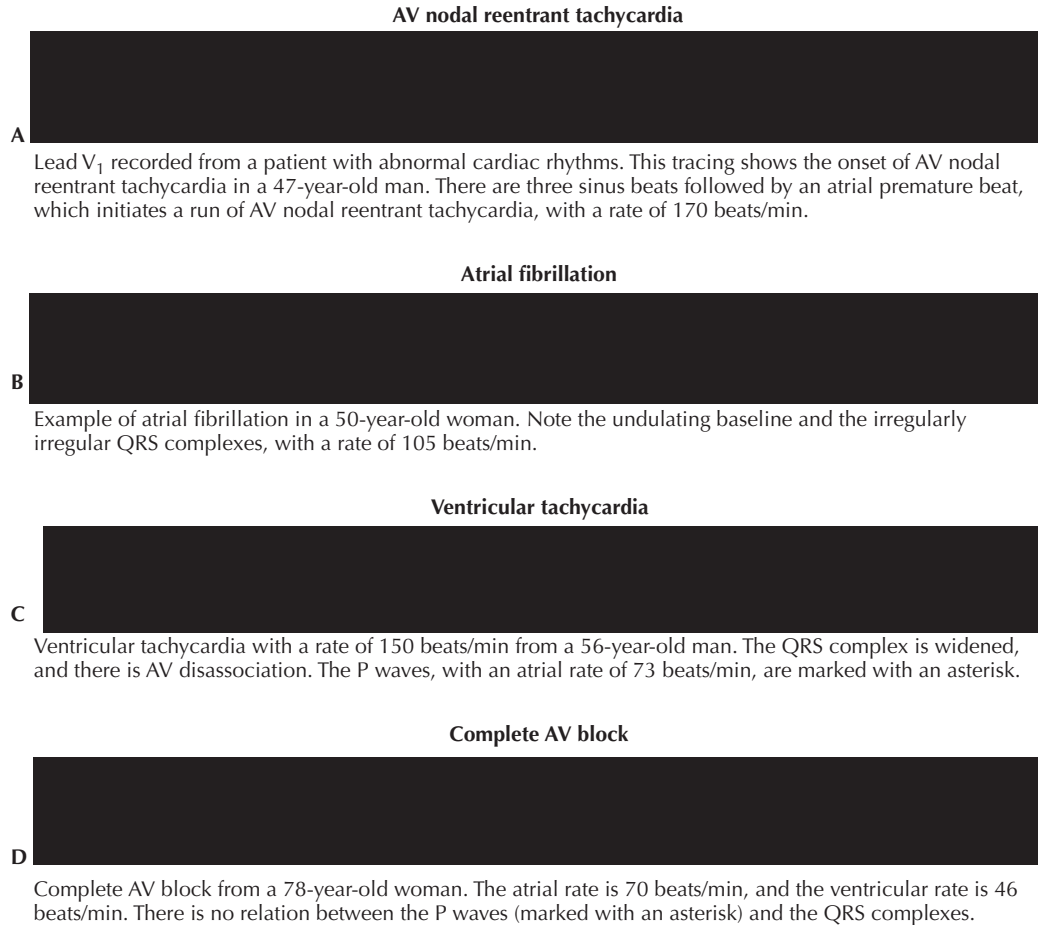 AV nodal reentrant tachycardia
A
Lead V1 recorded from a patient with abnormal cardiac rhythms. This tracing shows the onset of AV nodal
reentrant tachycardia in a 47-year-old man. There are three sinus beats followed by an atrial premature beat,
which initiates a run of AV nodal reentrant tachycardia, with a rate of 170 beats/min.
Atrial fibrillation
B
Example of atrial fibrillation in a 50-year-old woman. Note the undulating baseline and the irregularly
irregular QRS complexes, with a rate of 105 beats/min.
Ventricular tachycardia
C
Ventricular tachycardia with a rate of 150 beats/min from a 56-year-old man. The QRS complex is widened,
and there is AV disassociation. The P waves, with an atrial rate of 73 beats/min, are marked with an asterisk.
Complete AV block
D
Complete AV block from a 78-year-old woman. The atrial rate is 70 beats/min, and the ventricular rate is 46
beats/min. There is no relation between the P waves (marked with an asterisk) and the QRS complexes.